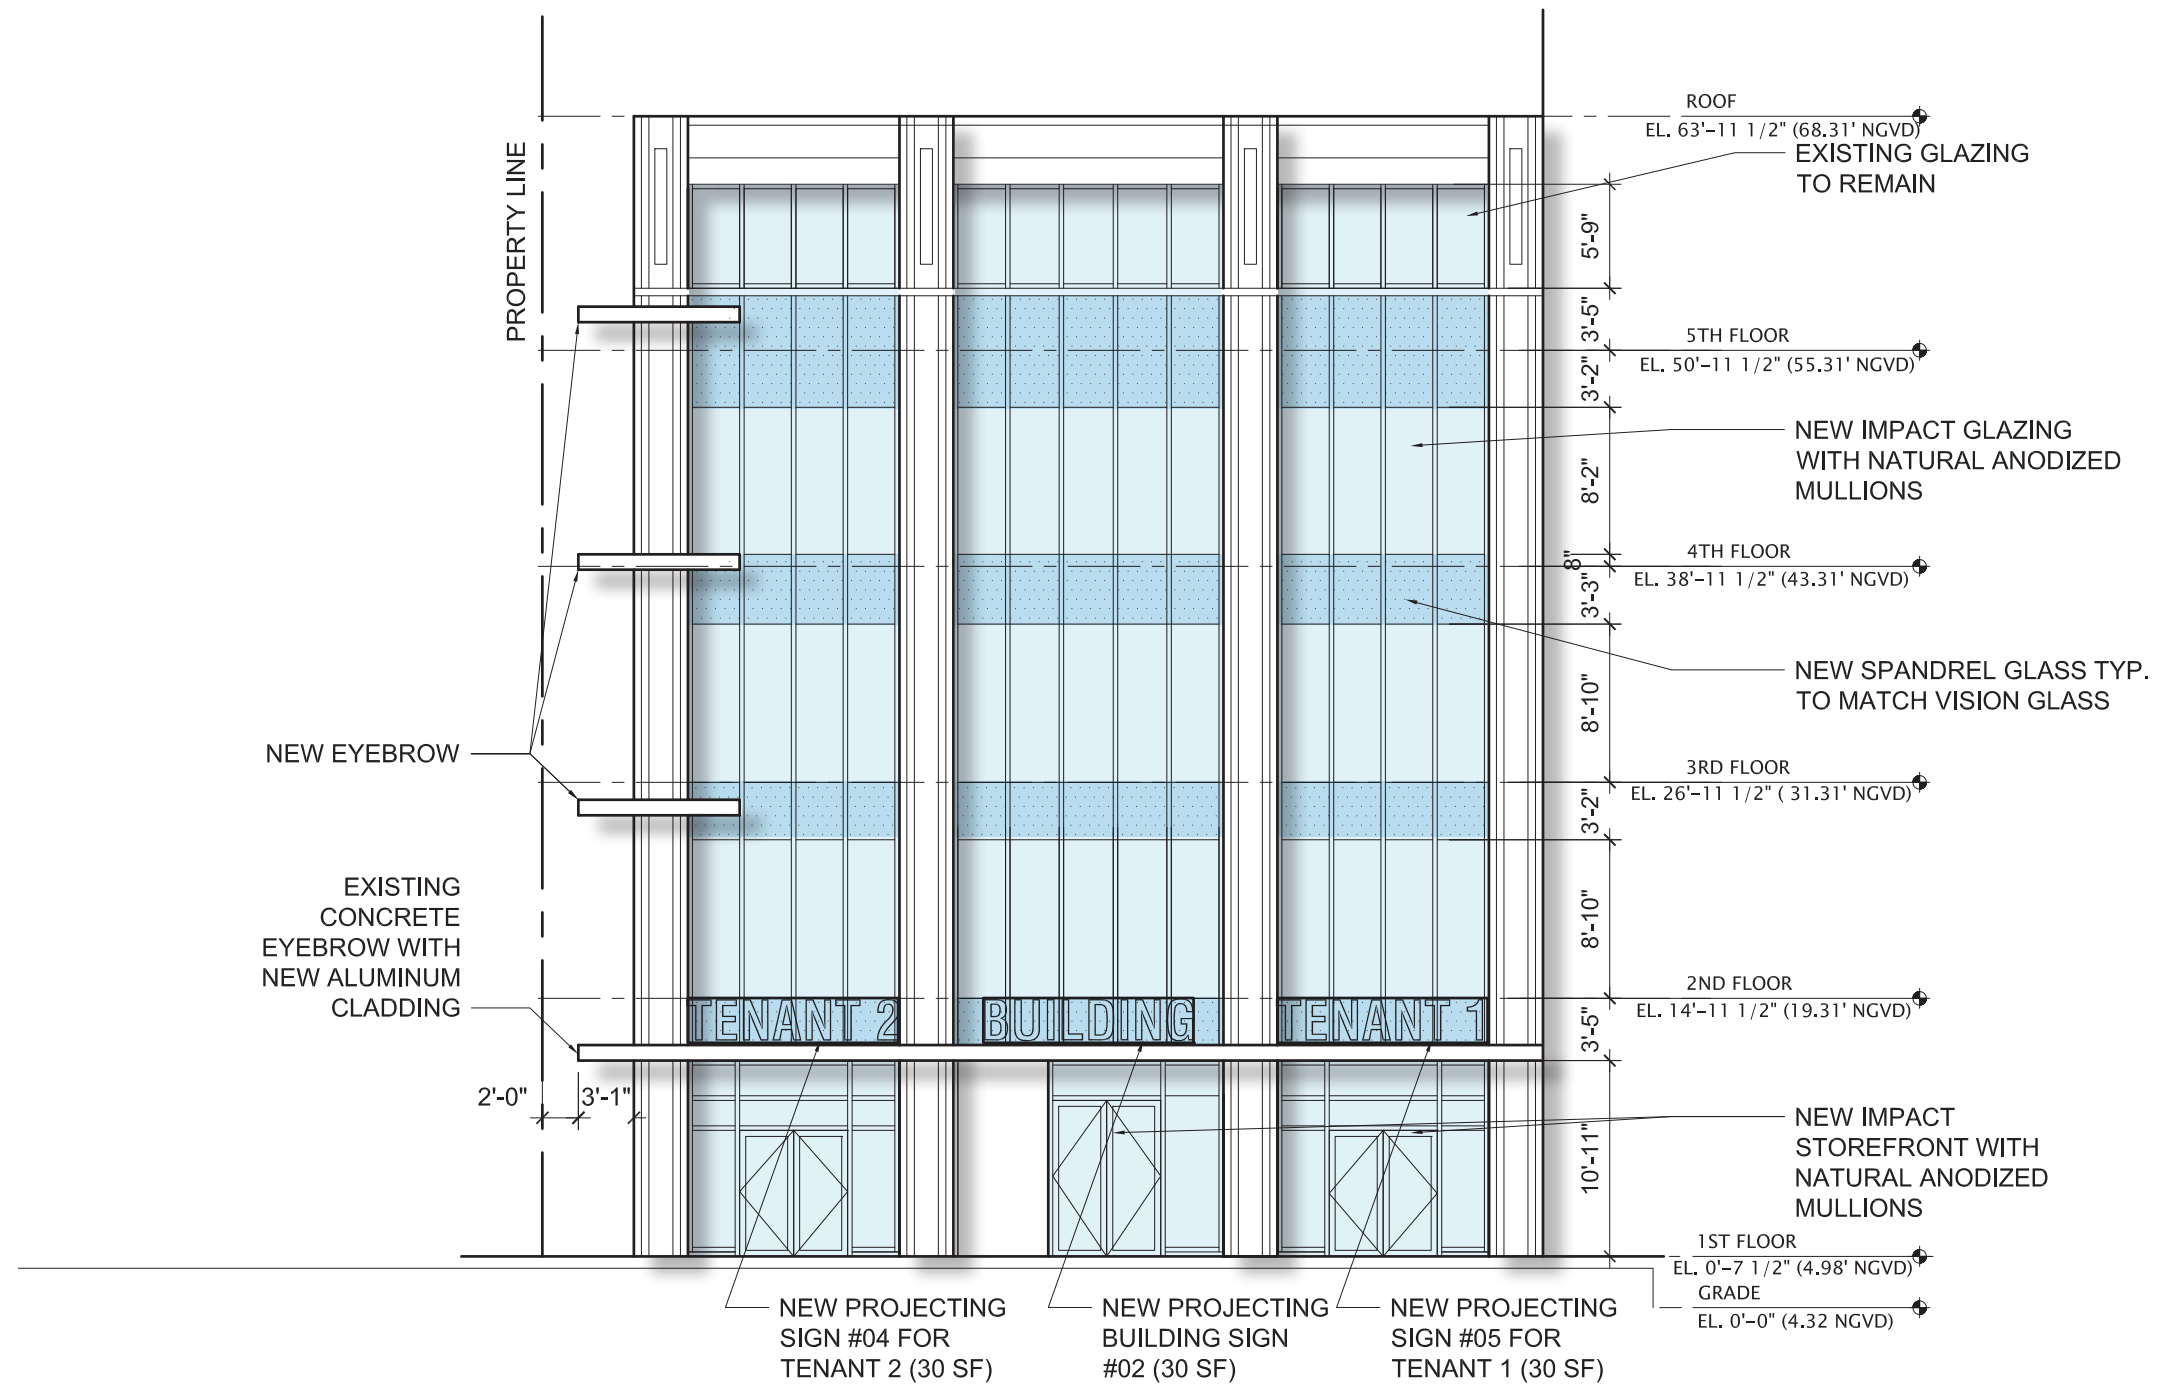 ROOF
EL. 63'-11 1/2" (68.31' NGVD)
EXISTING GLAZING
TO REMAIN
PROPERTY LINE
5'-9"
3'-5"
5TH FLOOR
EL. 50'-11 1/2" (55.31' NGVD)
3'-2"
NEW IMPACT GLAZING
WITH NATURAL ANODIZED
MULLIONS
8'-2"
8"
4TH FLOOR
EL. 38'-11 1/2" (43.31' NGVD)
3'-3"
NEW SPANDREL GLASS TYP.
TO MATCH VISION GLASS
8'-10"
NEW EYEBROW
3RD FLOOR
EL. 26'-11 1/2" ( 31.31' NGVD)
3'-2"
EXISTING
CONCRETE
EYEBROW WITH
NEW ALUMINUM
CLADDING
8'-10"
2ND FLOOR
EL. 14'-11 1/2" (19.31' NGVD)
TENANT 2
BUILDING
TENANT 1
3'-5"
2'-0"
3'-1"
10'-11"
NEW IMPACT
STOREFRONT WITH
NATURAL ANODIZED
MULLIONS
1ST FLOOR
EL. 0'-7 1/2" (4.98' NGVD)
GRADE
EL. 0'-0" (4.32 NGVD)
NEW PROJECTING
SIGN #04 FOR
TENANT 2 (30 SF)
NEW PROJECTING
BUILDING SIGN
#02 (30 SF)
NEW PROJECTING
SIGN #05 FOR
TENANT 1 (30 SF)